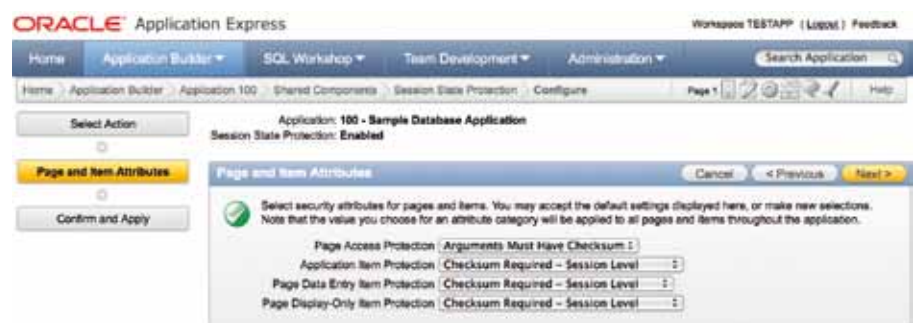 ORACLE Application Express
Workspace TESTAPP (Logout) Feedback
Home Application Builder SQL Workshop Team Development Administration Search Application
Home Application Builder Application 100 Shared Components Session State Protection Configure Page 1 Help
Select Action
Page and Item Attributes
Confirm and Apply
Application: 100 - Sample Database Application
Session State Protection: Enabled
Page and Item Attributes Cancel < Previous Next >
Select security attributes for pages and items. You may accept the default settings displayed here, or make new selections.
Note that the value you choose for an attribute category will be applied to all pages and items throughout the application.
Page Access Protection Arguments Must Have Checksum
Application Item Protection Checksum Required - Session Level
Page Data Entry Item Protection Checksum Required - Session Level
Page Display-Only Item Protection Checksum Required - Session Level